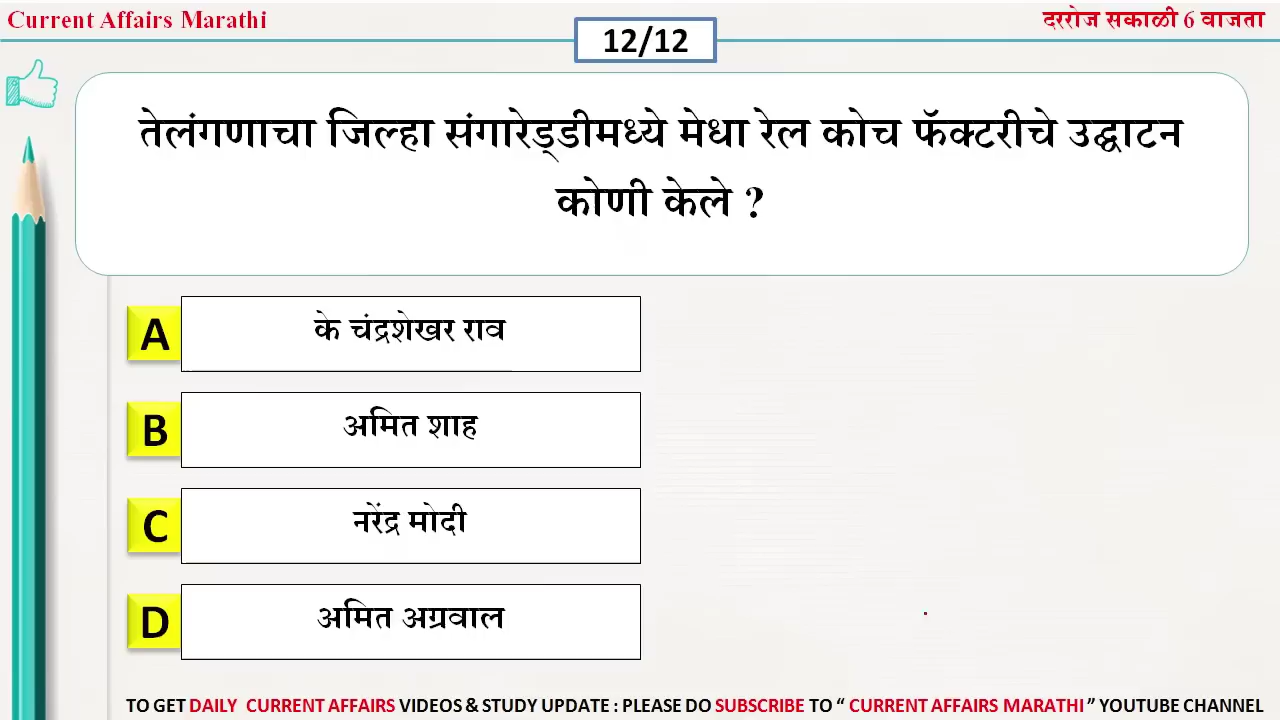 Current Affairs Marathi
दररोज सकाळी 6 वाजता
12/12
तेलंगणाचा जिल्हा संगारेड्डीमध्ये मेधा रेल कोच फॅक्टरीचे उद्घाटन
कोणी केले ?
A के चंद्रशेखर राव
B अमित शाह
C नरेंद्र मोदी
D अमित अग्रवाल
TO GET DAILY CURRENT AFFAIRS VIDEOS & STUDY UPDATE : PLEASE DO SUBSCRIBE TO “ CURRENT AFFAIRS MARATHI ” YOUTUBE CHANNEL